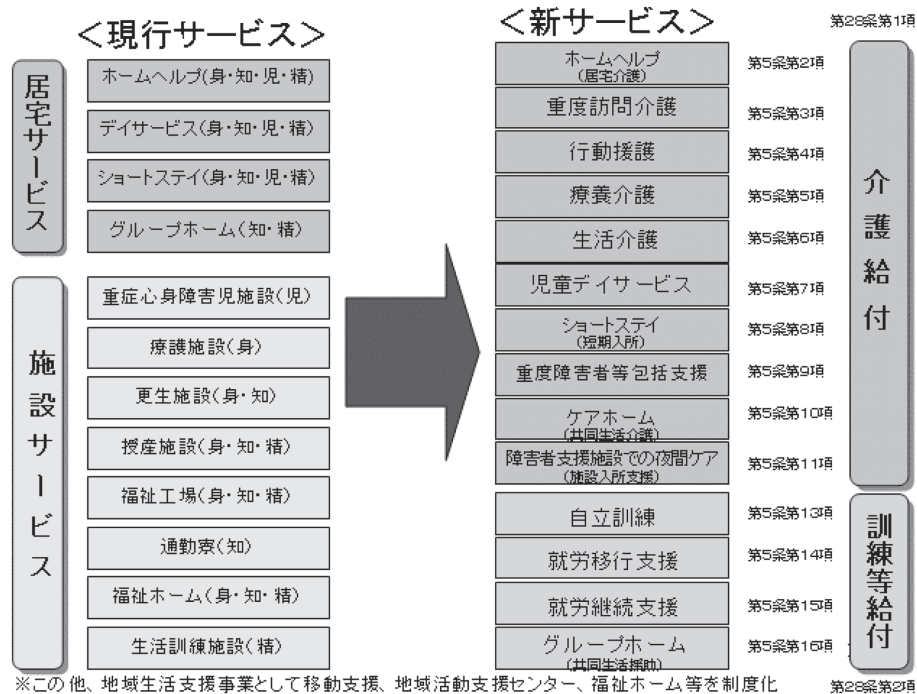 <現行サービス>
居宅サービス
ホームヘルプ(身・知・児・精)
デイサービス(身・知・児・精)
ショートステイ(身・知・児・精)
グループホーム(知・精)
施設サービス
重症心身障害児施設(児)
療護施設(身)
更生施設(身・知)
授産施設(身・知・精)
福祉工場(身・知・精)
通勤寮(知)
福祉ホーム(身・知・精)
生活訓練施設(精)
<新サービス>
第28条第1項
介護給付
ホームヘルプ
(居宅介護)
第5条第2項
重度訪問介護
第5条第3項
行動援護
第5条第4項
療養介護
第5条第5項
生活介護
第5条第6項
児童デイサービス
第5条第7項
ショートステイ
(短期入所)
第5条第8項
重度障害者等包括支援
第5条第9項
ケアホーム
(共同生活介護)
第5条第10項
障害者支援施設での夜間ケア
(施設入所支援)
第5条第11項
訓練等給付
自立訓練
第5条第13項
就労移行支援
第5条第14項
就労継続支援
第5条第15項
グループホーム
(共同生活援助)
第5条第16項
第28条第2項
※この他、地域生活支援事業として移動支援、地域活動支援センター、福祉ホーム等を制度化